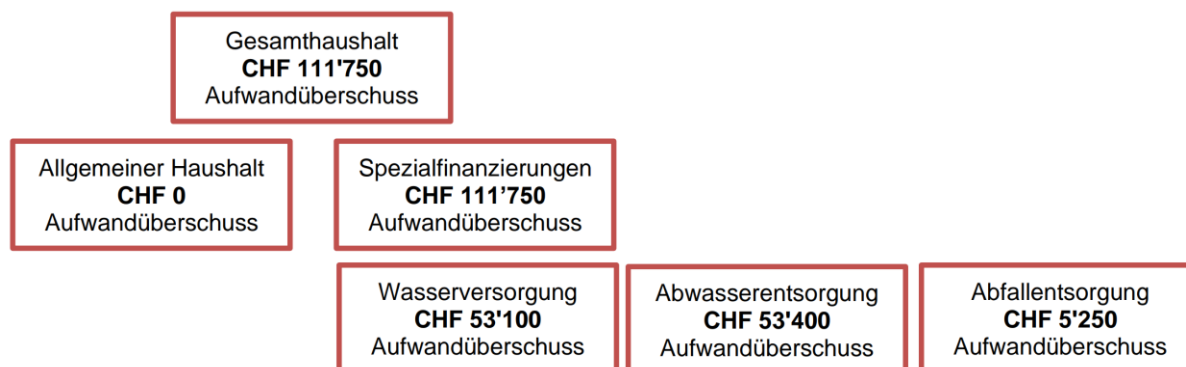 Gesamthaushalt
CHF 111'750
Aufwandüberschuss
Allgemeiner Haushalt
CHF 0
Aufwandüberschuss
Spezialfinanzierungen
CHF 111’750
Aufwandüberschuss
Wasserversorgung
CHF 53'100
Aufwandüberschuss
Abwasserentsorgung
CHF 53'400
Aufwandüberschuss
Abfallentsorgung
CHF 5'250
Aufwandüberschuss